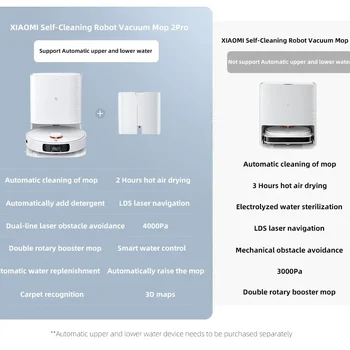 XIAOMI Self-Cleaning Robot Vacuum Mop 2Pro
Support Automatic upper and lower water
Automatic cleaning of mop
2 Hours hot air drying
Automatically add detergent
LDS laser navigation
Dual-line laser obstacle avoidance
4000Pa
Double rotary booster mop
Smart water control
utomatic water replenishment
Automatically raise the mop
Carpet recognition
3D maps
XIAOMI Self-Cleaning Robot Vacuum Mop
Not support Automatic upper and lower water
Automatic cleaning of mop
3 Hours hot air drying
Electrolyzed water sterilization
LDS laser navigation
Mechanical obstacle avoidance
3000Pa
Double rotary booster mop
**Automatic upper and lower water device needs to be purchased separately